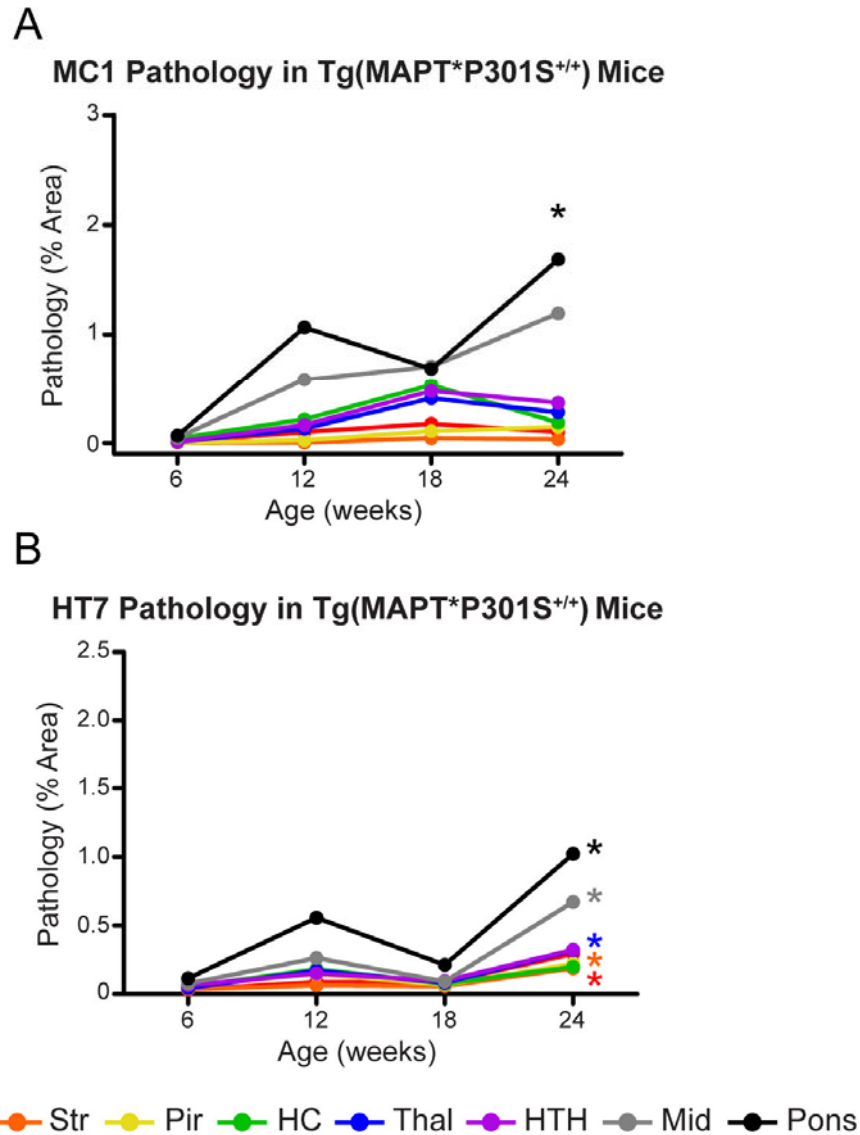 A
MC1 Pathology in Tg(MAPT*P301S+/+) Mice
Pathology (% Area)
3
2
1
0
*
6 12 18 24
Age (weeks)
B
HT7 Pathology in Tg(MAPT*P301S+/+) Mice
Pathology (% Area)
2.5
2.0
1.5
1.0
0.5
0
*
*
*
*
*
6 12 18 24
Age (weeks)
Str Pir HC Thal HTH Mid Pons